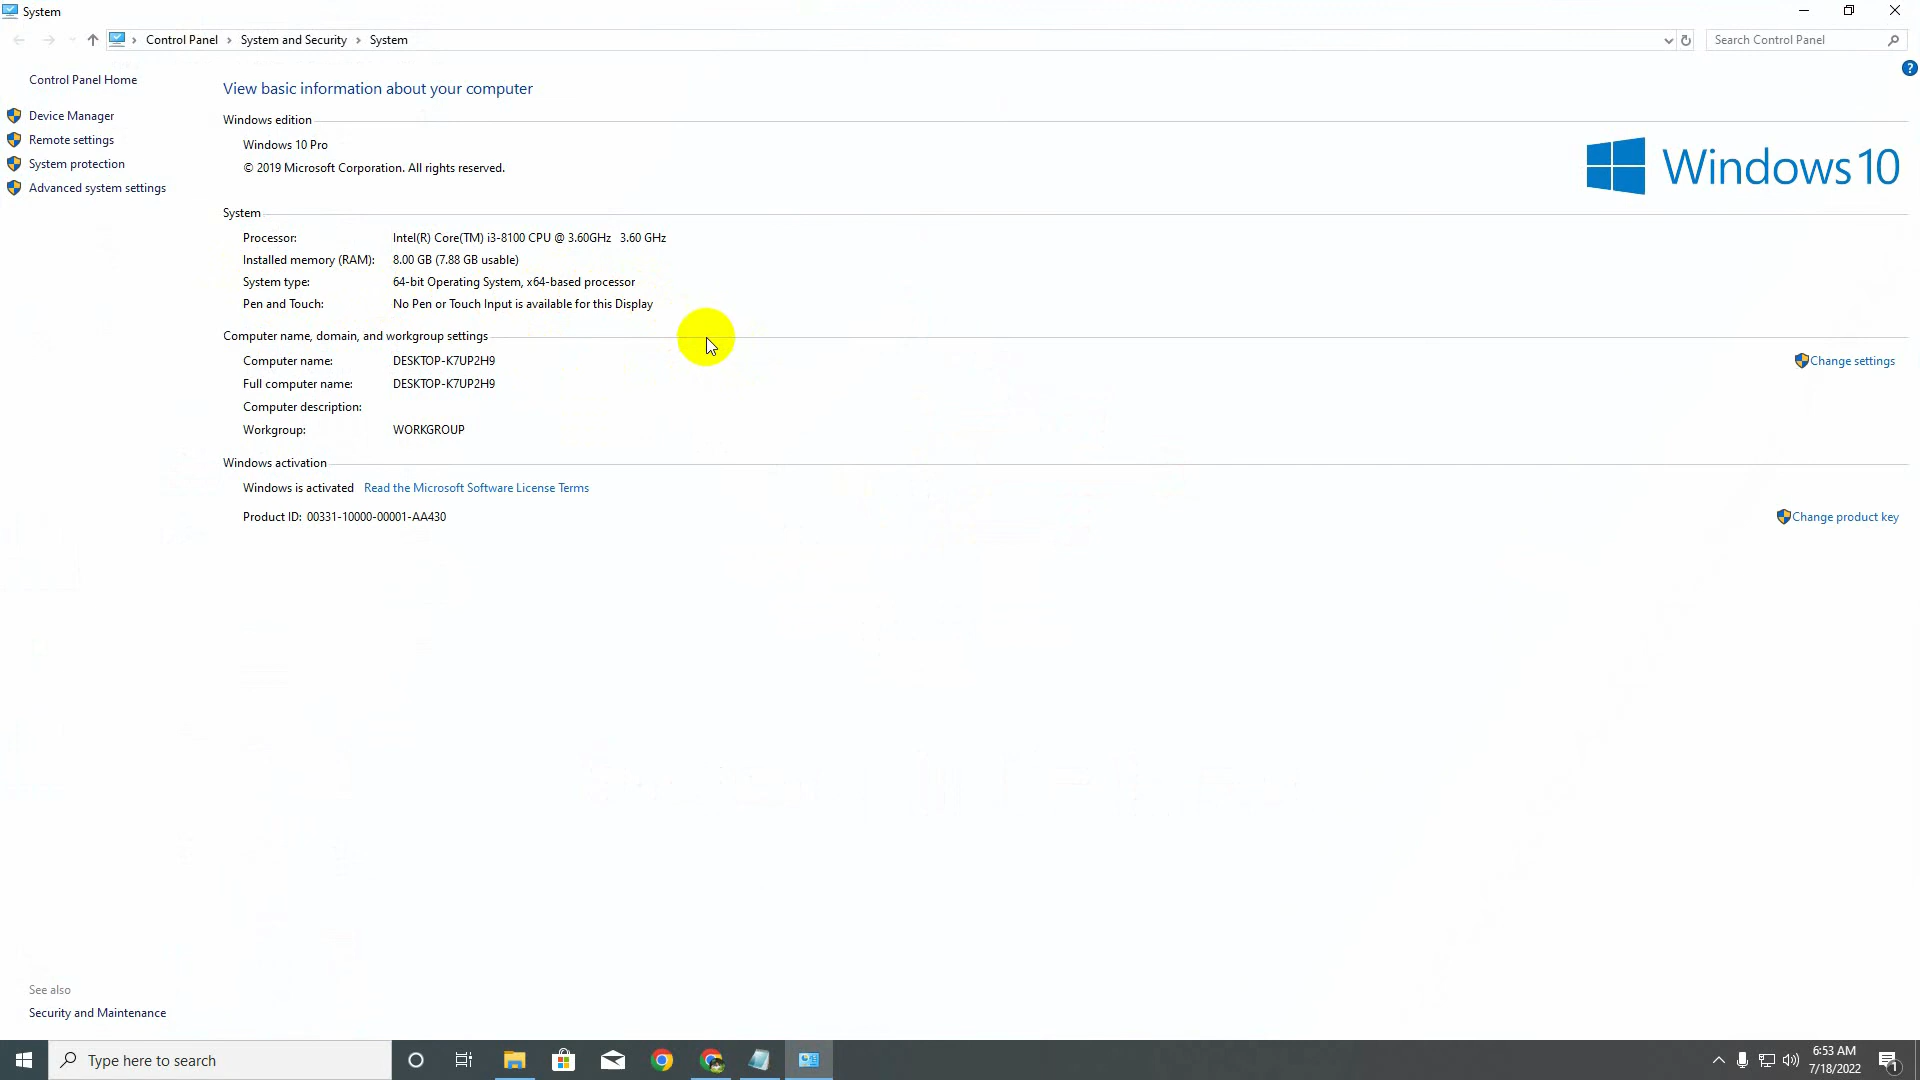 System
Control Panel System and Security System
Search Control Panel
Control Panel Home
Device Manager
Remote settings
System protection
Advanced system settings
View basic information about your computer
Windows edition
Windows 10 Pro
© 2019 Microsoft Corporation. All rights reserved.
Windows 10
System
Processor: Intel(R) Core(TM) i3-8100 CPU @ 3.60GHz 3.60 GHz
Installed memory (RAM): 8.00 GB (7.88 GB usable)
System type: 64-bit Operating System, x64-based processor
Pen and Touch: No Pen or Touch Input is available for this Display
Computer name, domain, and workgroup settings
Computer name: DESKTOP-K7UP2H9
Change settings
Full computer name: DESKTOP-K7UP2H9
Computer description:
Workgroup: WORKGROUP
Windows activation
Windows is activated Read the Microsoft Software License Terms
Product ID: 00331-10000-00001-AA430
Change product key
See also
Security and Maintenance
Type here to search
6:53 AM
7/18/2022
1